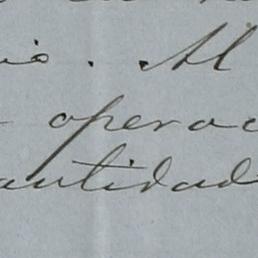 . Al
operac
antidad